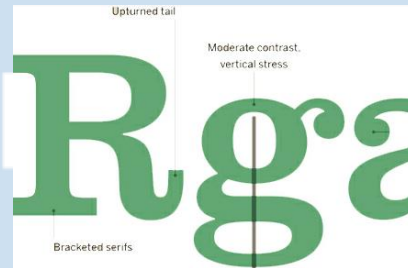 Upturned tail
Moderate contrast,
vertical stress
Rga
Bracketed serifs